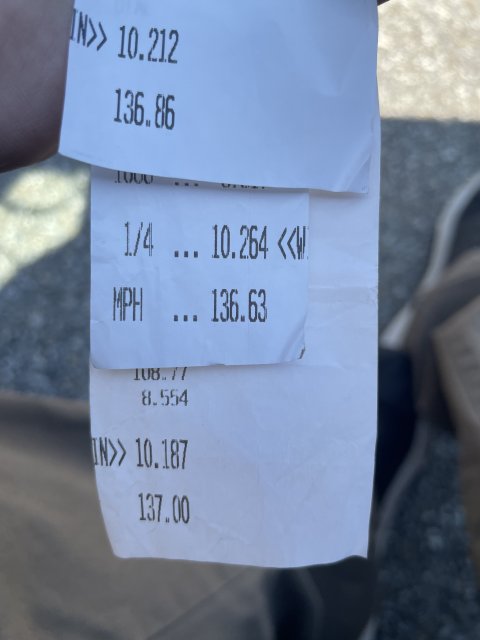 IN>> 10.212
136.86
1000 ...
1/4 ... 10.264 <<W
MPH ... 136.63
108.77
8.554
IN>> 10.187
137.00